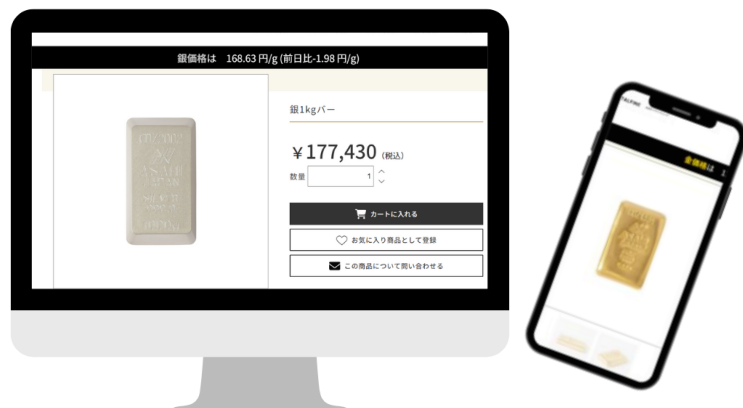 銀価格は 168.63 円/g (前日比-1.98 円/g)
銀1kgバー
￥177,430 (税込)
数量 1
カートに入れる
お気に入り商品として登録
この商品について問い合わせる
ASAHI
金価格は